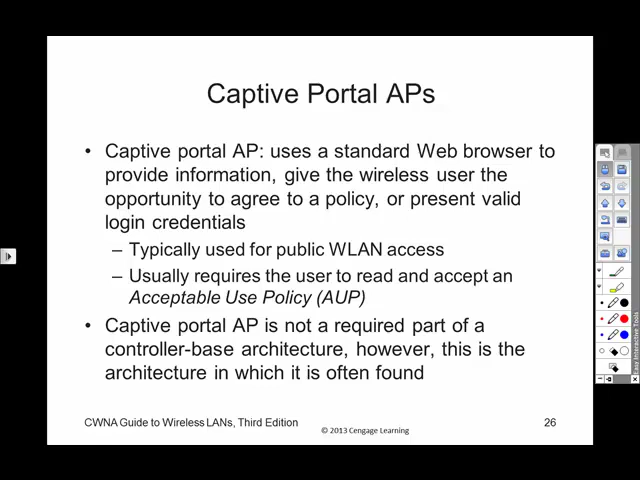 Captive Portal APs
• Captive portal AP: uses a standard Web browser to
provide information, give the wireless user the
opportunity to agree to a policy, or present valid
login credentials
– Typically used for public WLAN access
– Usually requires the user to read and accept an
Acceptable Use Policy (AUP)
• Captive portal AP is not a required part of a
controller-base architecture, however, this is the
architecture in which it is often found
CWNA Guide to Wireless LANs, Third Edition
© 2013 Cengage Learning
26
Easy Interactive Tools